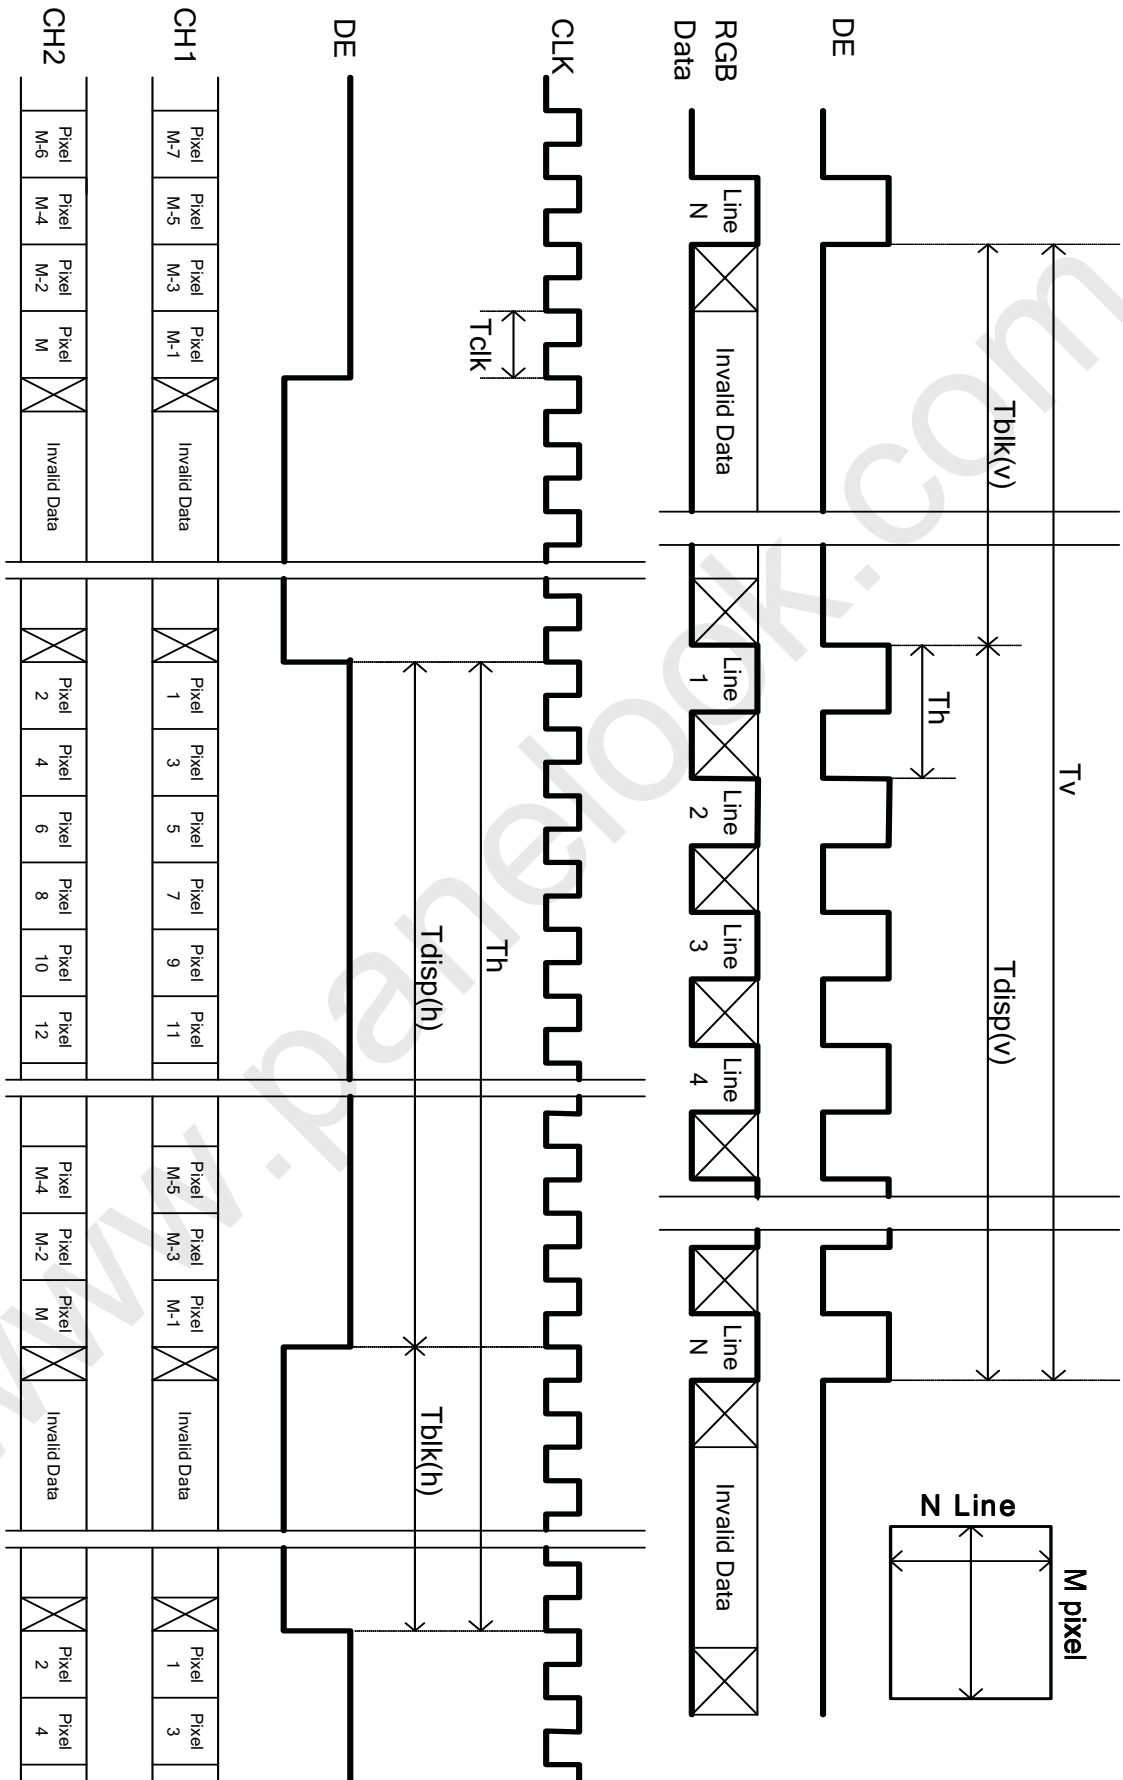 Tv
Tblk(v)
Tdisp(v)
Th
DE
RGB
Data
Line
N
Invalid Data
Line
1
Line
2
Line
3
Line
4
Line
N
Invalid Data
N Line
M pixel
CLK
Tclk
Th
Tdisp(h)
Tblk(h)
DE
CH1
Pixel
M-7
Pixel
M-5
Pixel
M-3
Pixel
M-1
Invalid Data
Pixel
1
Pixel
3
Pixel
5
Pixel
7
Pixel
9
Pixel
11
Pixel
M-5
Pixel
M-3
Pixel
M-1
Invalid Data
Pixel
1
Pixel
3
CH2
Pixel
M-6
Pixel
M-4
Pixel
M-2
Pixel
M
Invalid Data
Pixel
2
Pixel
4
Pixel
6
Pixel
8
Pixel
10
Pixel
12
Pixel
M-4
Pixel
M-2
Pixel
M
Invalid Data
Pixel
2
Pixel
4
www.panelook.com